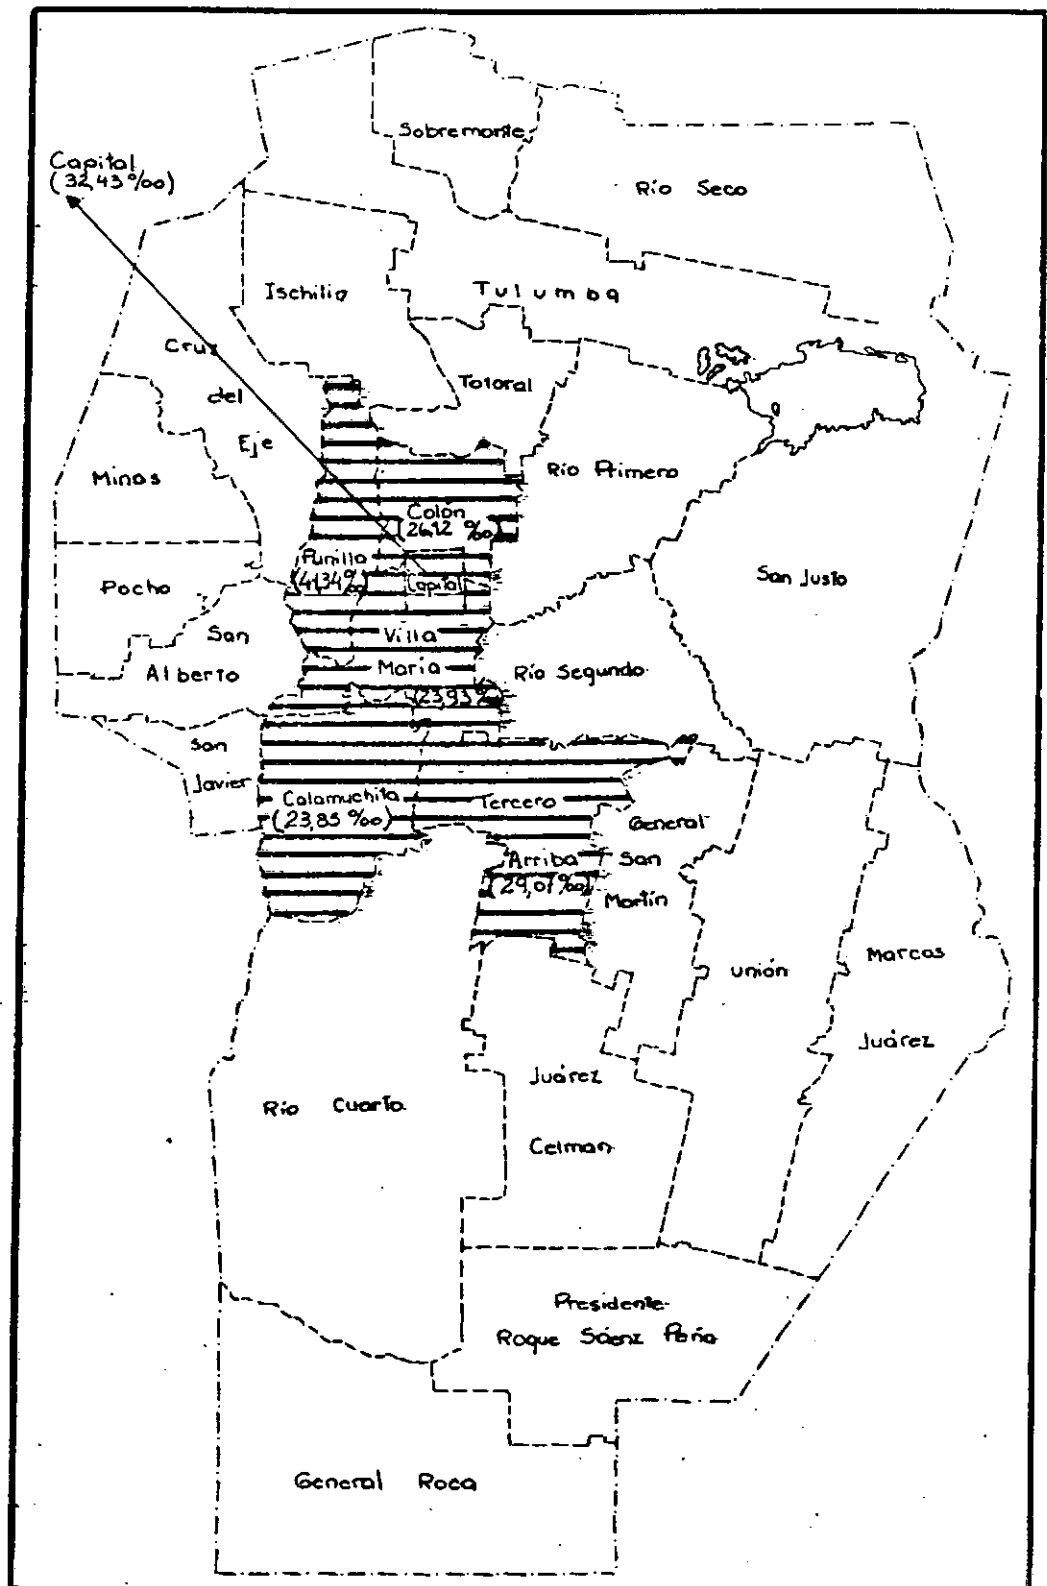 Sobremonte
Capital
(32,43 ‰)
Río Seco
Ischilin
Tulumba
Cruz
del
Eje
Totoral
Minas
Río Primero
Colón
(26,12 ‰)
Punilla
(41,34 ‰)
Capital
San Justo
Pocho
San
Alberto
Villa
María
(23,93 ‰)
Río Segundo
San
Javier
Calamuchita
(23,85 ‰)
Tercero
Arriba
(29,07 ‰)
General
San
Martín
Unión
Marcos
Juárez
Río Cuarto
Juárez
Celman
Presidente
Roque Sáenz Peña
General Roca